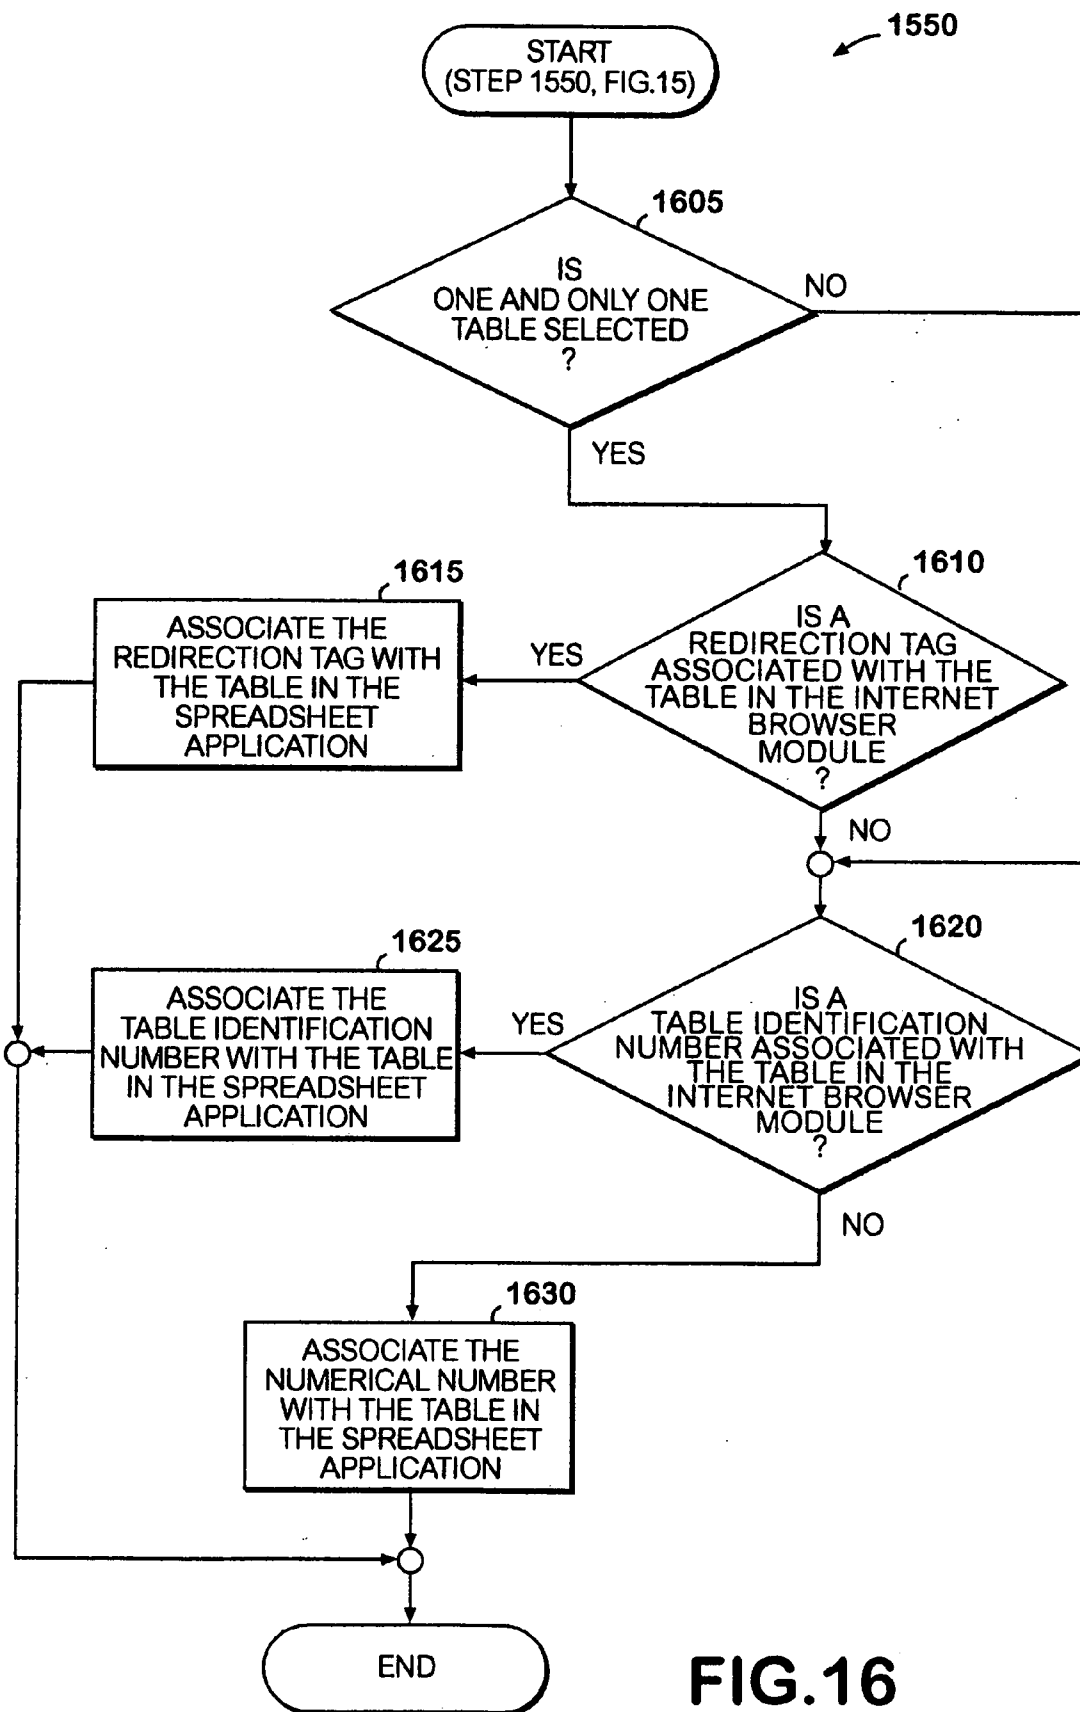 1550
START
(STEP 1550, FIG.15)
1605
IS
ONE AND ONLY ONE
TABLE SELECTED
?
NO
YES
1610
IS A
REDIRECTION TAG
ASSOCIATED WITH THE
TABLE IN THE INTERNET
BROWSER
MODULE
?
YES
1615
ASSOCIATE THE
REDIRECTION TAG WITH
THE TABLE IN THE
SPREADSHEET
APPLICATION
NO
1620
IS A
TABLE IDENTIFICATION
NUMBER ASSOCIATED WITH
THE TABLE IN THE
INTERNET BROWSER
MODULE
?
YES
1625
ASSOCIATE THE
TABLE IDENTIFICATION
NUMBER WITH THE TABLE
IN THE SPREADSHEET
APPLICATION
NO
1630
ASSOCIATE THE
NUMERICAL NUMBER
WITH THE TABLE IN
THE SPREADSHEET
APPLICATION
END
FIG.16